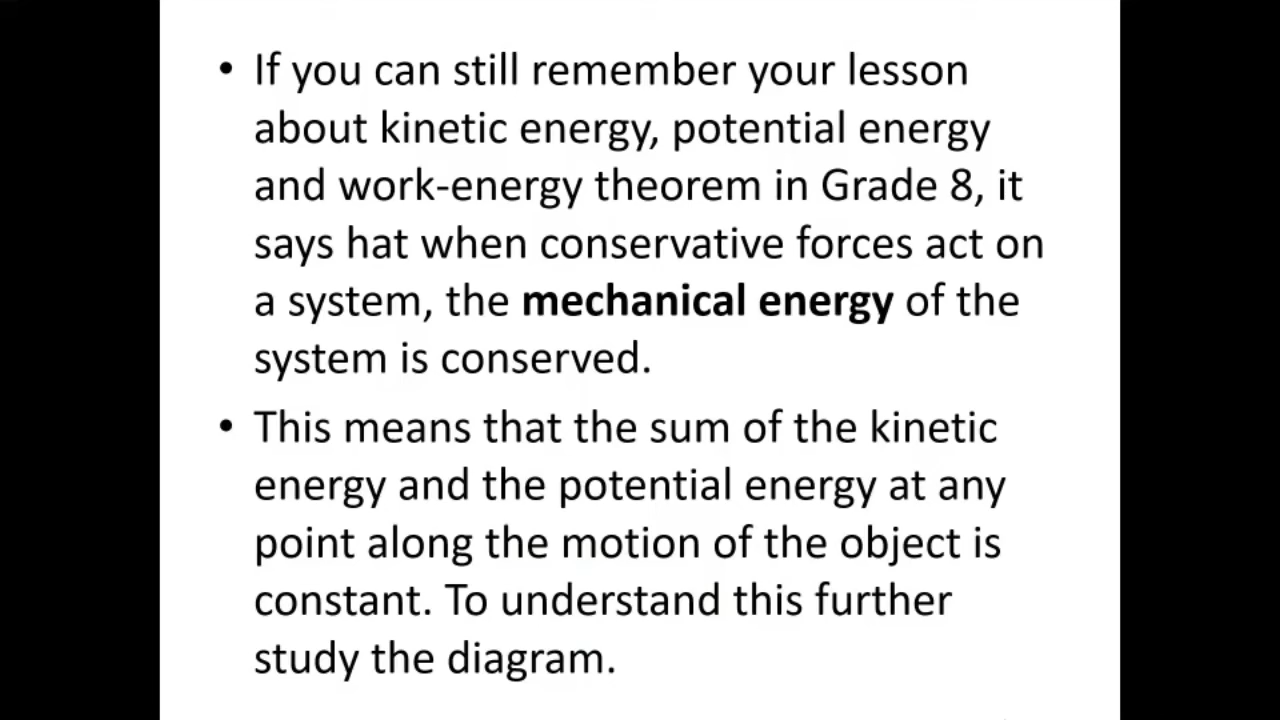 • If you can still remember your lesson
about kinetic energy, potential energy
and work-energy theorem in Grade 8, it
says hat when conservative forces act on
a system, the mechanical energy of the
system is conserved.
• This means that the sum of the kinetic
energy and the potential energy at any
point along the motion of the object is
constant. To understand this further
study the diagram.